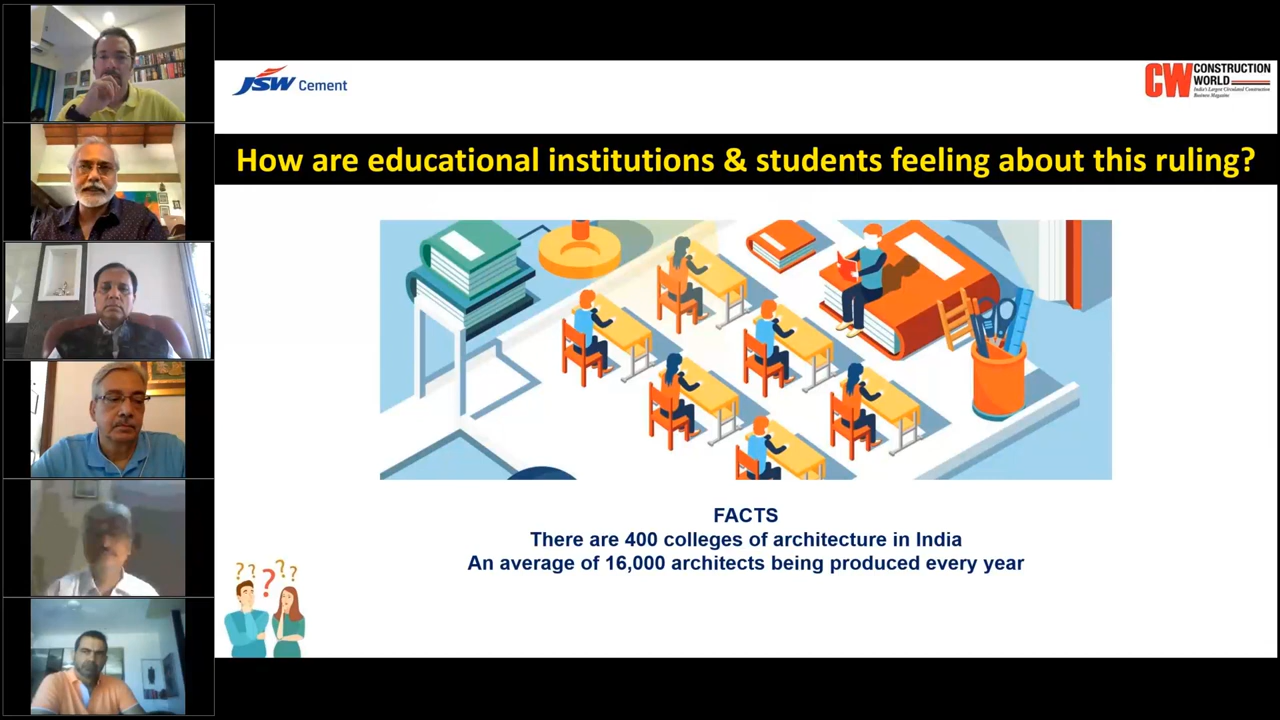 JSW Cement
CW CONSTRUCTION
WORLD
India's Largest Circulated Construction
Business Magazine
How are educational institutions & students feeling about this ruling?
FACTS
There are 400 colleges of architecture in India
An average of 16,000 architects being produced every year
? ? ? ? ?